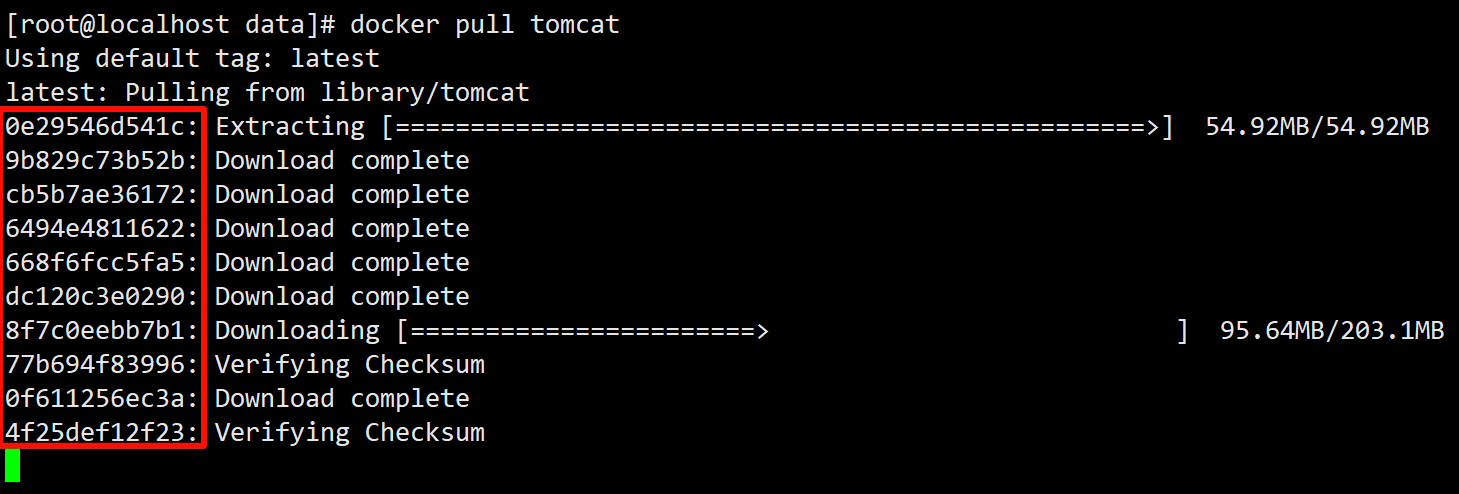 [root@localhost data]# docker pull tomcat
Using default tag: latest
latest: Pulling from library/tomcat
0e29546d541c: Extracting [==================================================>]  54.92MB/54.92MB
9b829c73b52b: Download complete
cb5b7ae36172: Download complete
6494e4811622: Download complete
668f6fcc5fa5: Download complete
dc120c3e0290: Download complete
8f7c0eebb7b1: Downloading [=======================>                           ]  95.64MB/203.1MB
77b694f83996: Verifying Checksum
0f611256ec3a: Download complete
4f25def12f23: Verifying Checksum